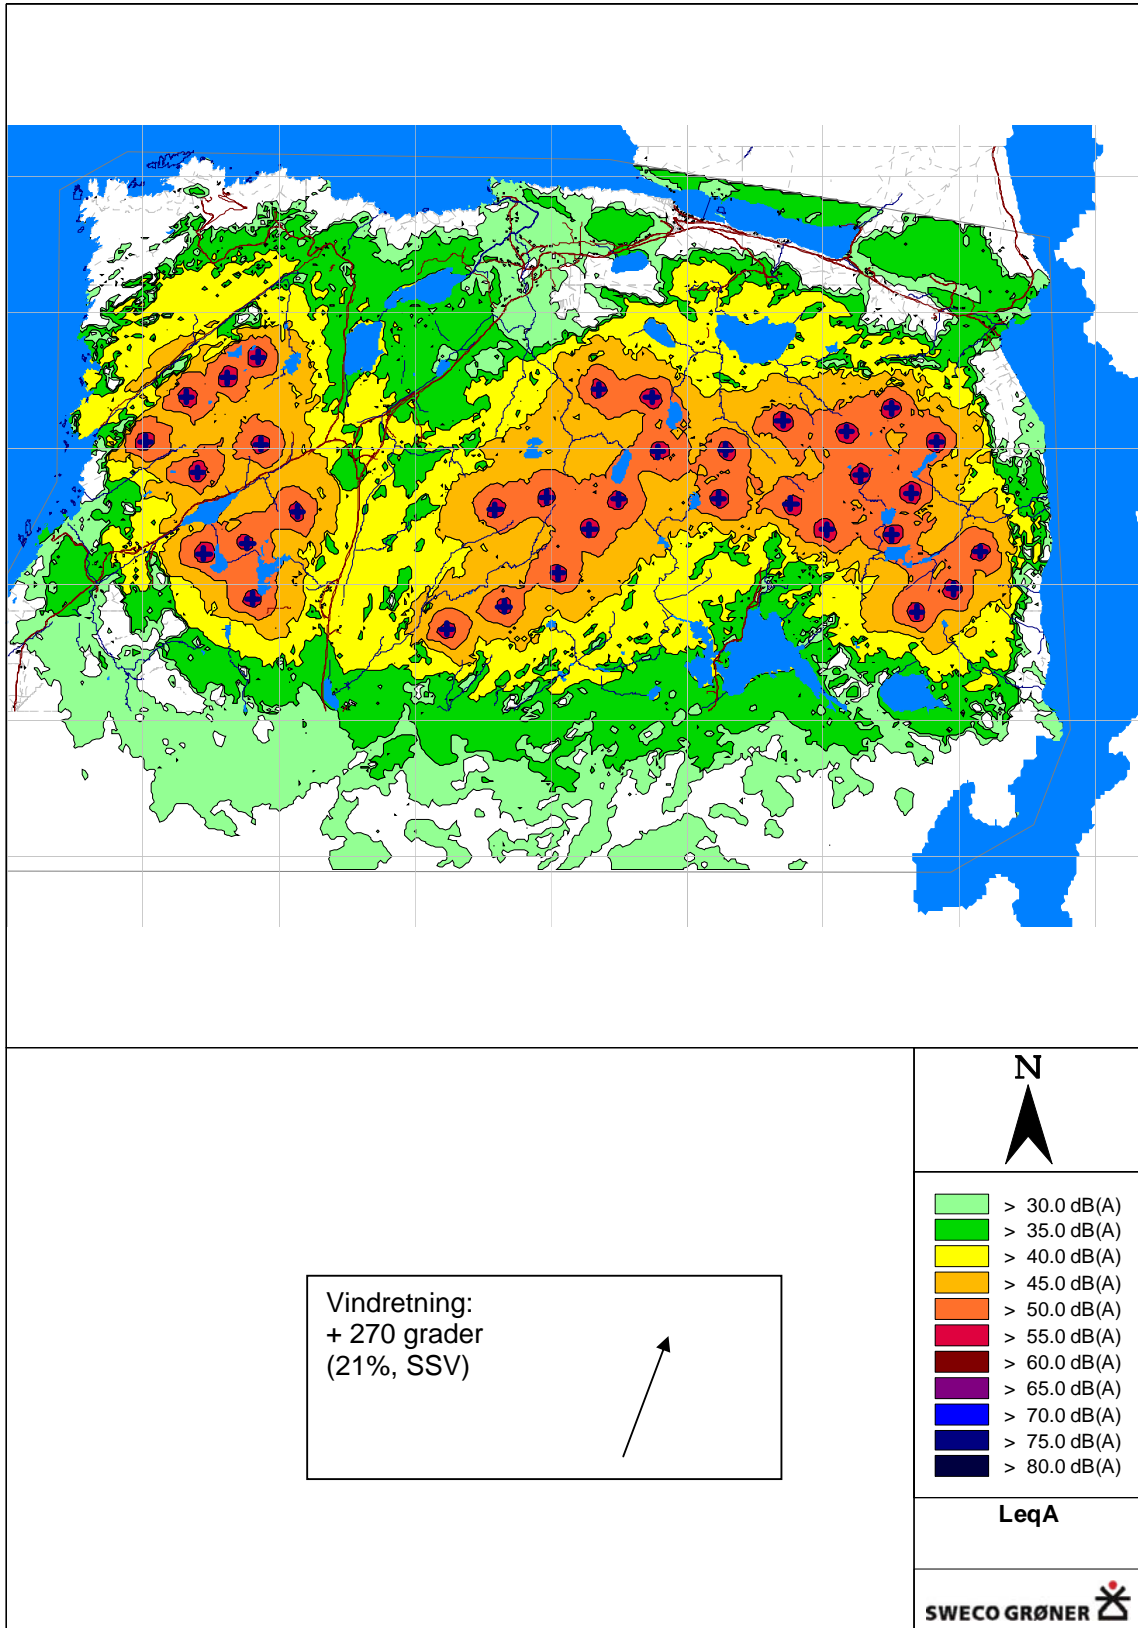 N
> 30.0 dB(A)
> 35.0 dB(A)
> 40.0 dB(A)
> 45.0 dB(A)
> 50.0 dB(A)
> 55.0 dB(A)
> 60.0 dB(A)
> 65.0 dB(A)
> 70.0 dB(A)
> 75.0 dB(A)
> 80.0 dB(A)
Vindretning:
+ 270 grader
(21%, SSV)
LeqA
SWECO GRØNER